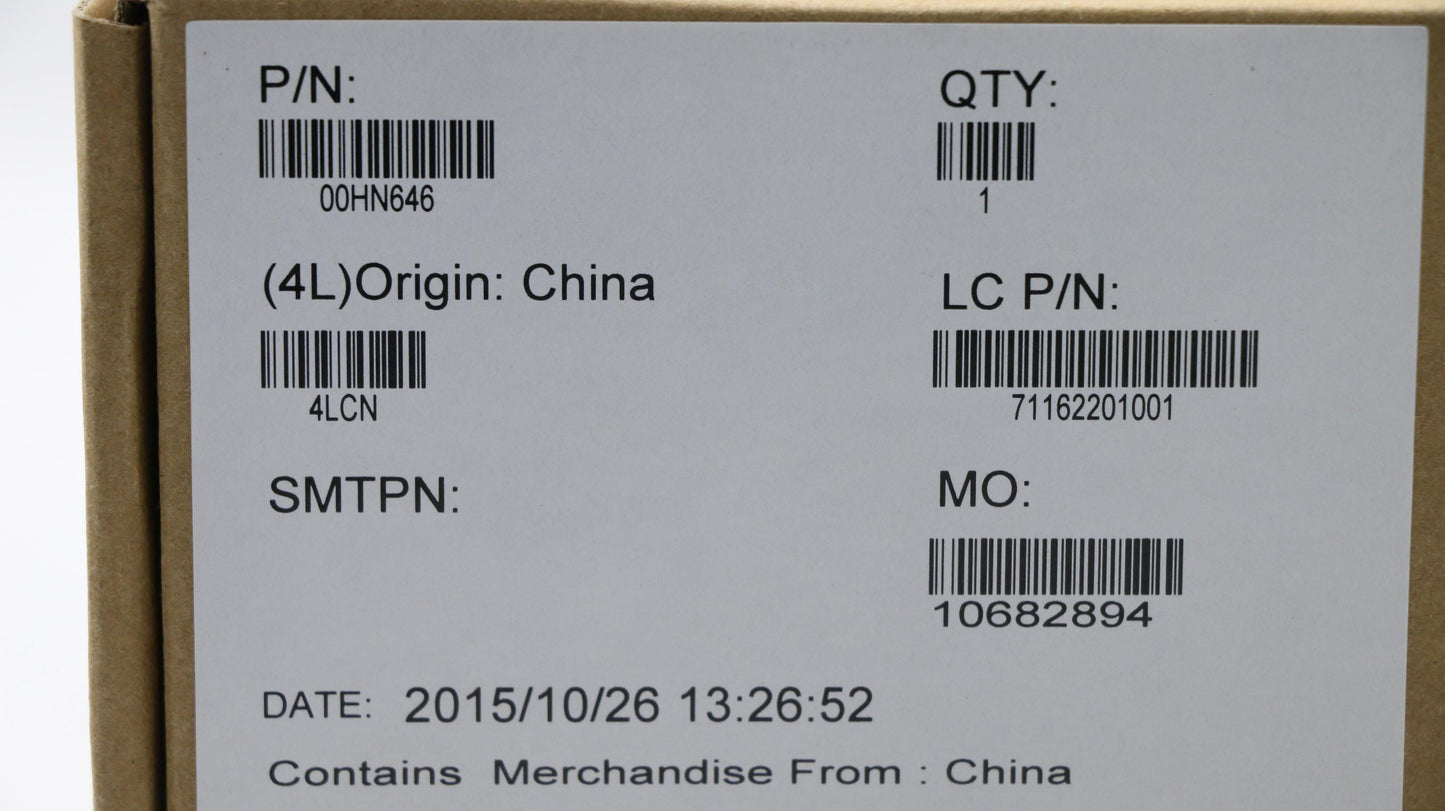 P/N:
QTY:
00HN646
1
(4L)Origin: China
LC P/N:
4LCN
71162201001
SMTPN:
MO:
10682894
DATE: 2015/10/26 13:26:52
Contains Merchandise From : China